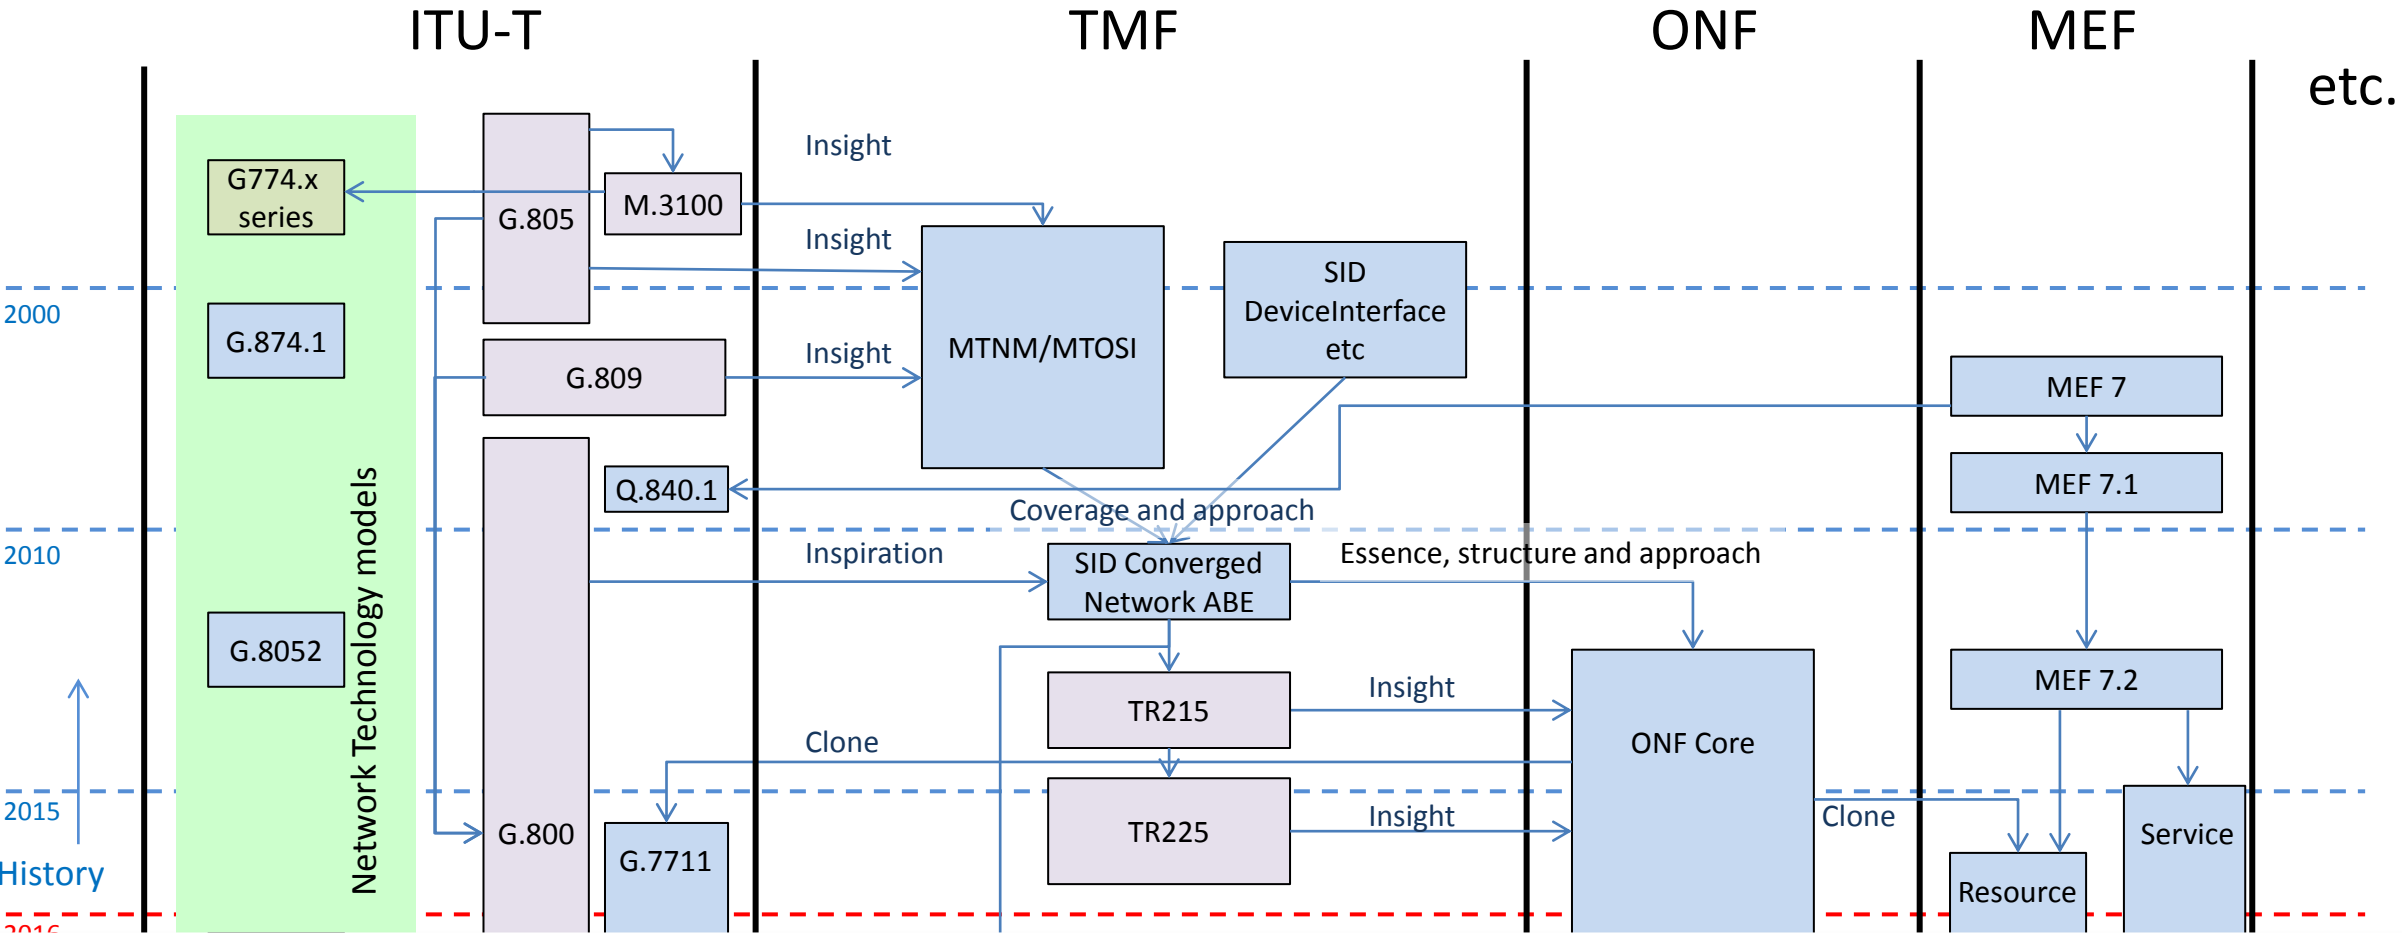 ITU-T
TMF
ONF
MEF
etc.
Insight
G774.x
series
M.3100
G.805
Insight
SID
DeviceInterface
etc
2000
G.874.1
Insight
MTNM/MTOSI
G.809
MEF 7
Q.840.1
MEF 7.1
Coverage and approach
2010
Inspiration
SID Converged
Network ABE
Essence, structure and approach
G.8052
Network Technology models
MEF 7.2
TR215
Insight
Clone
ONF Core
2015
TR225
Insight
Clone
G.800
Service
G.7711
History
Resource
2016